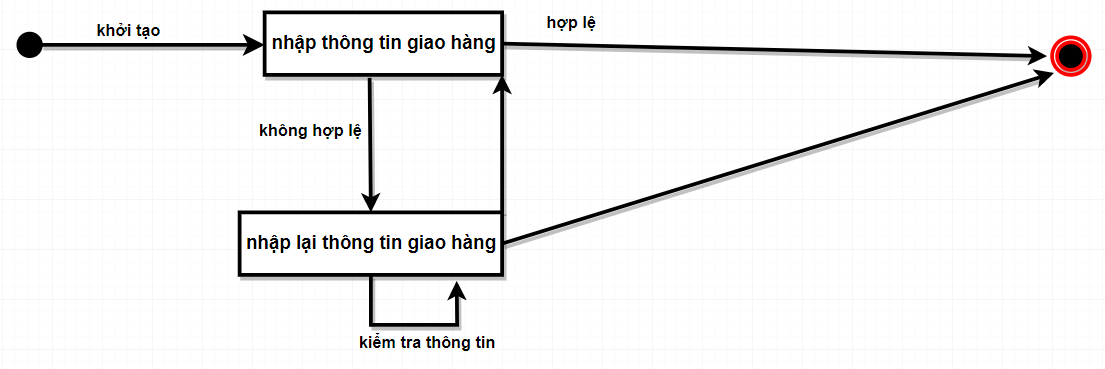 khởi tạo
nhập thông tin giao hàng
hợp lệ
không hợp lệ
nhập lại thông tin giao hàng
kiểm tra thông tin